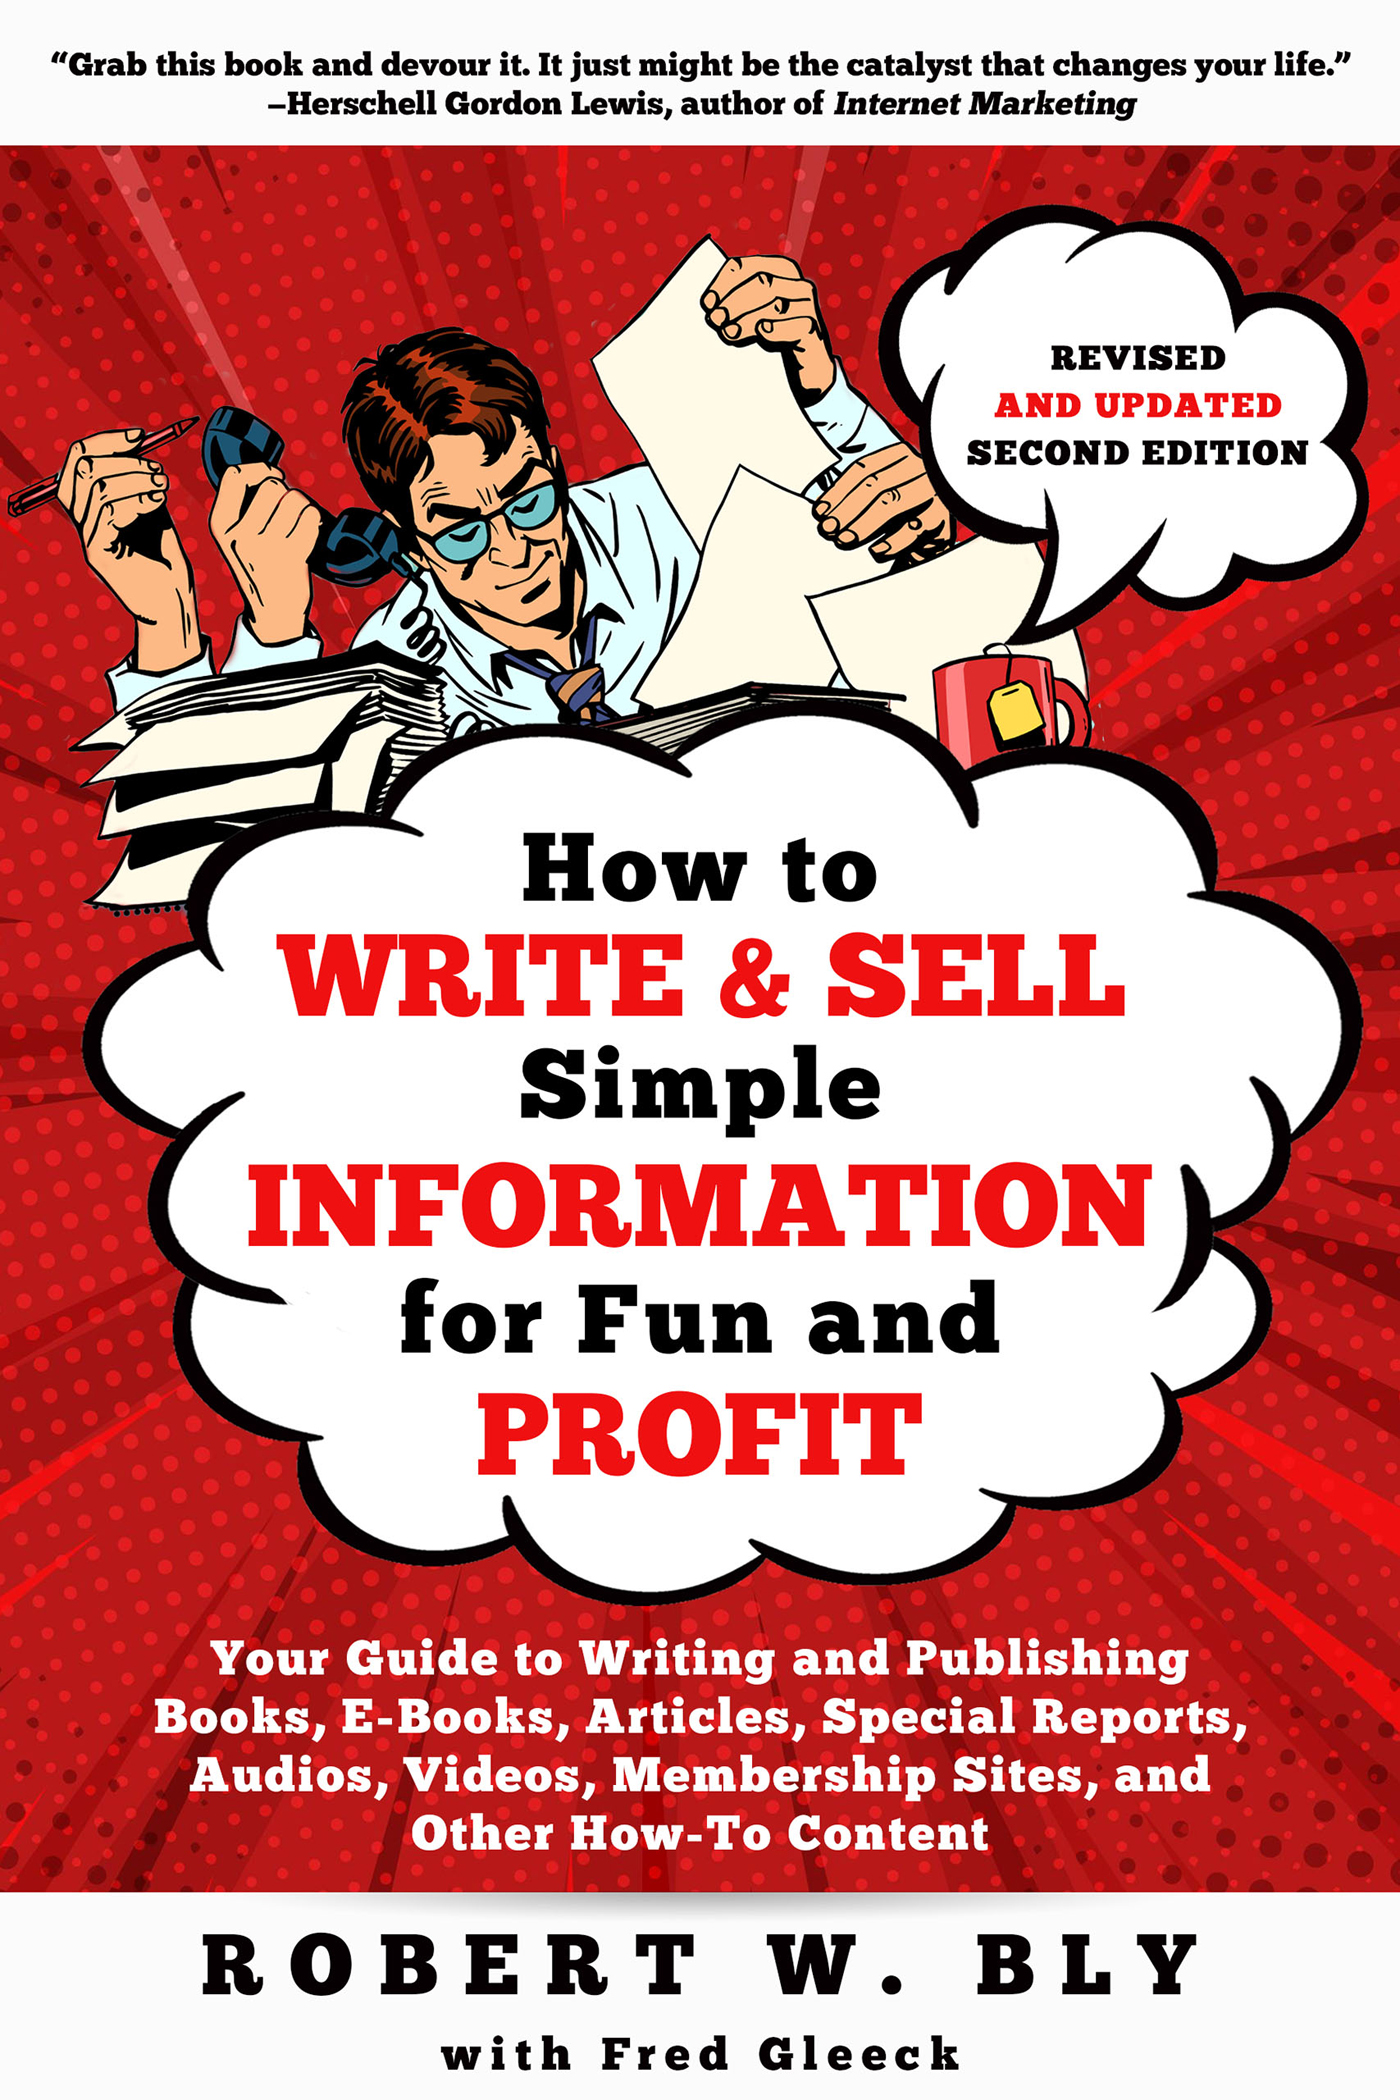 “Grab this book and devour it. It just might be the catalyst that changes your life.”
—Herschell Gordon Lewis, author of Internet Marketing
REVISED
AND UPDATED
SECOND EDITION
How to
WRITE & SELL
Simple
INFORMATION
for Fun and
PROFIT
Your Guide to Writing and Publishing
Books, E-Books, Articles, Special Reports,
Audios, Videos, Membership Sites, and
Other How-To Content
ROBERT W. BLY
with Fred Gleeck